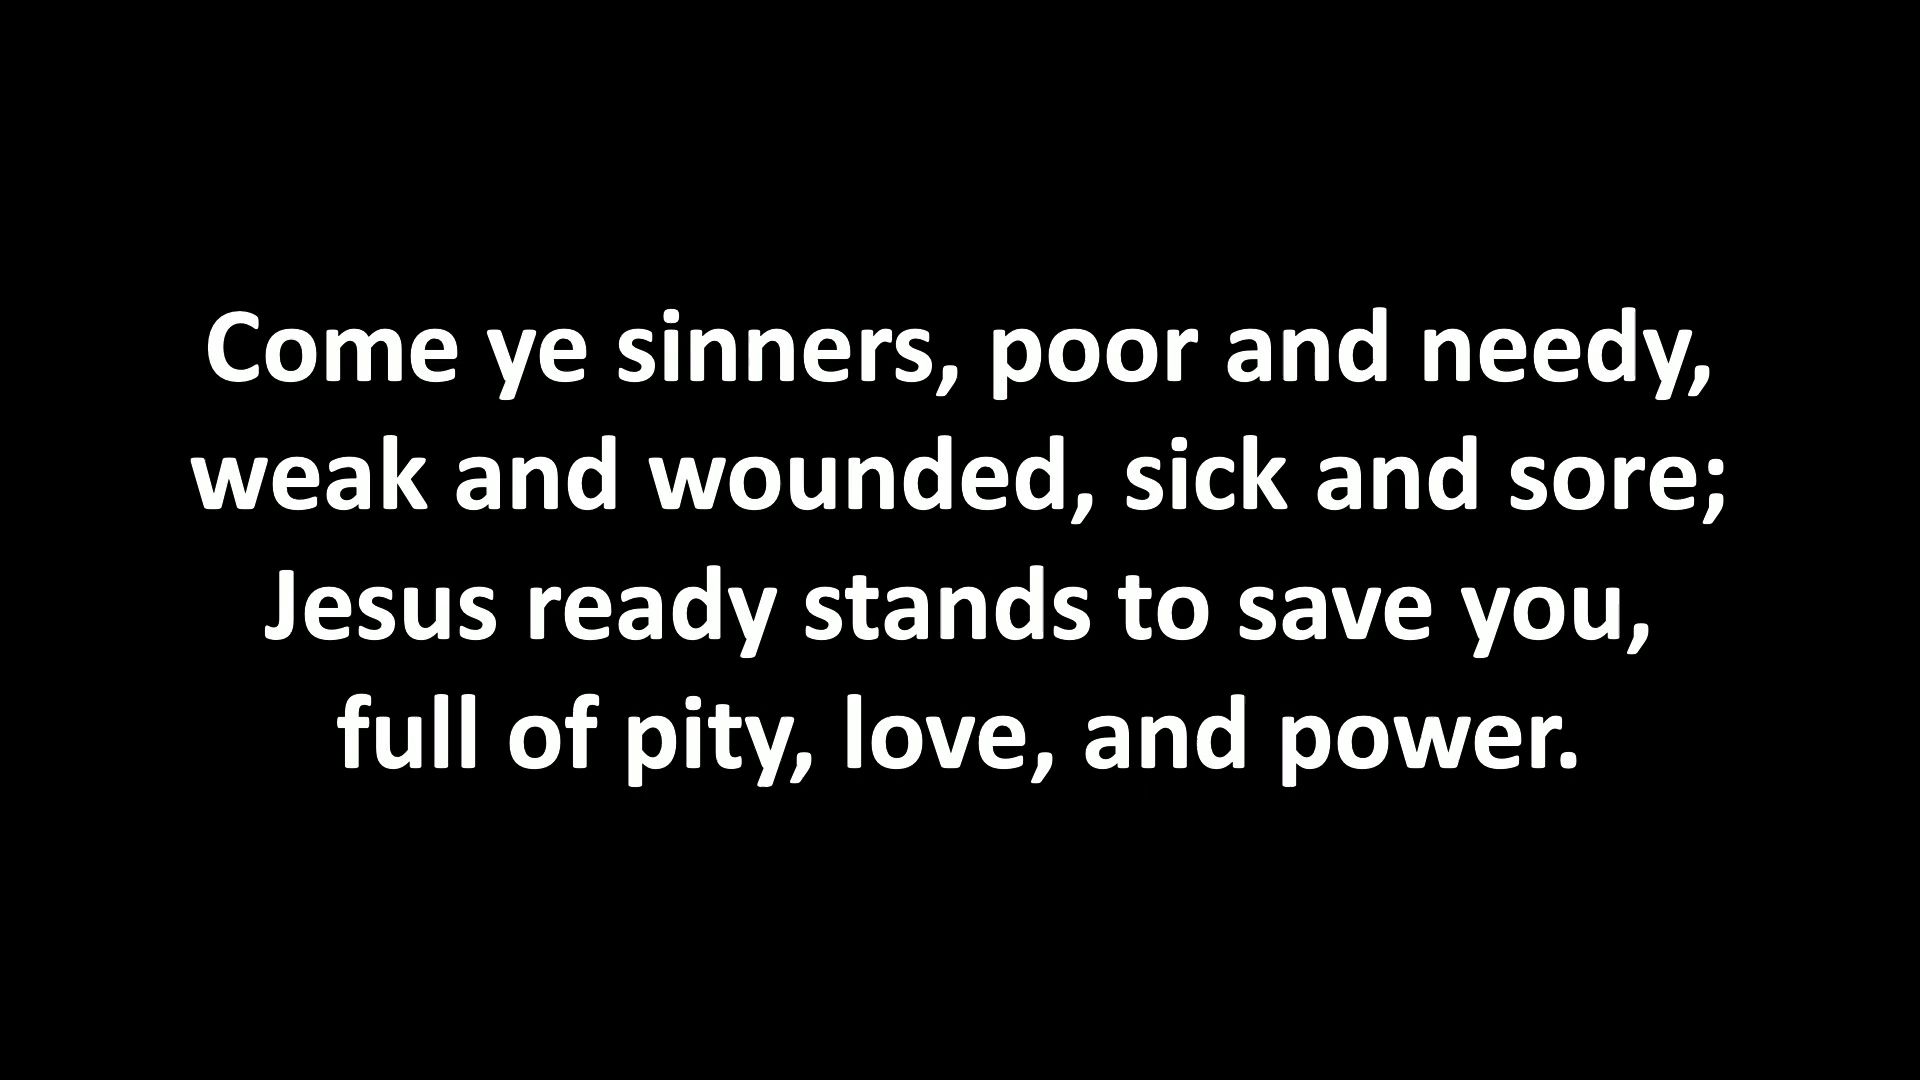 Come ye sinners, poor and needy,
weak and wounded, sick and sore;
Jesus ready stands to save you,
full of pity, love, and power.